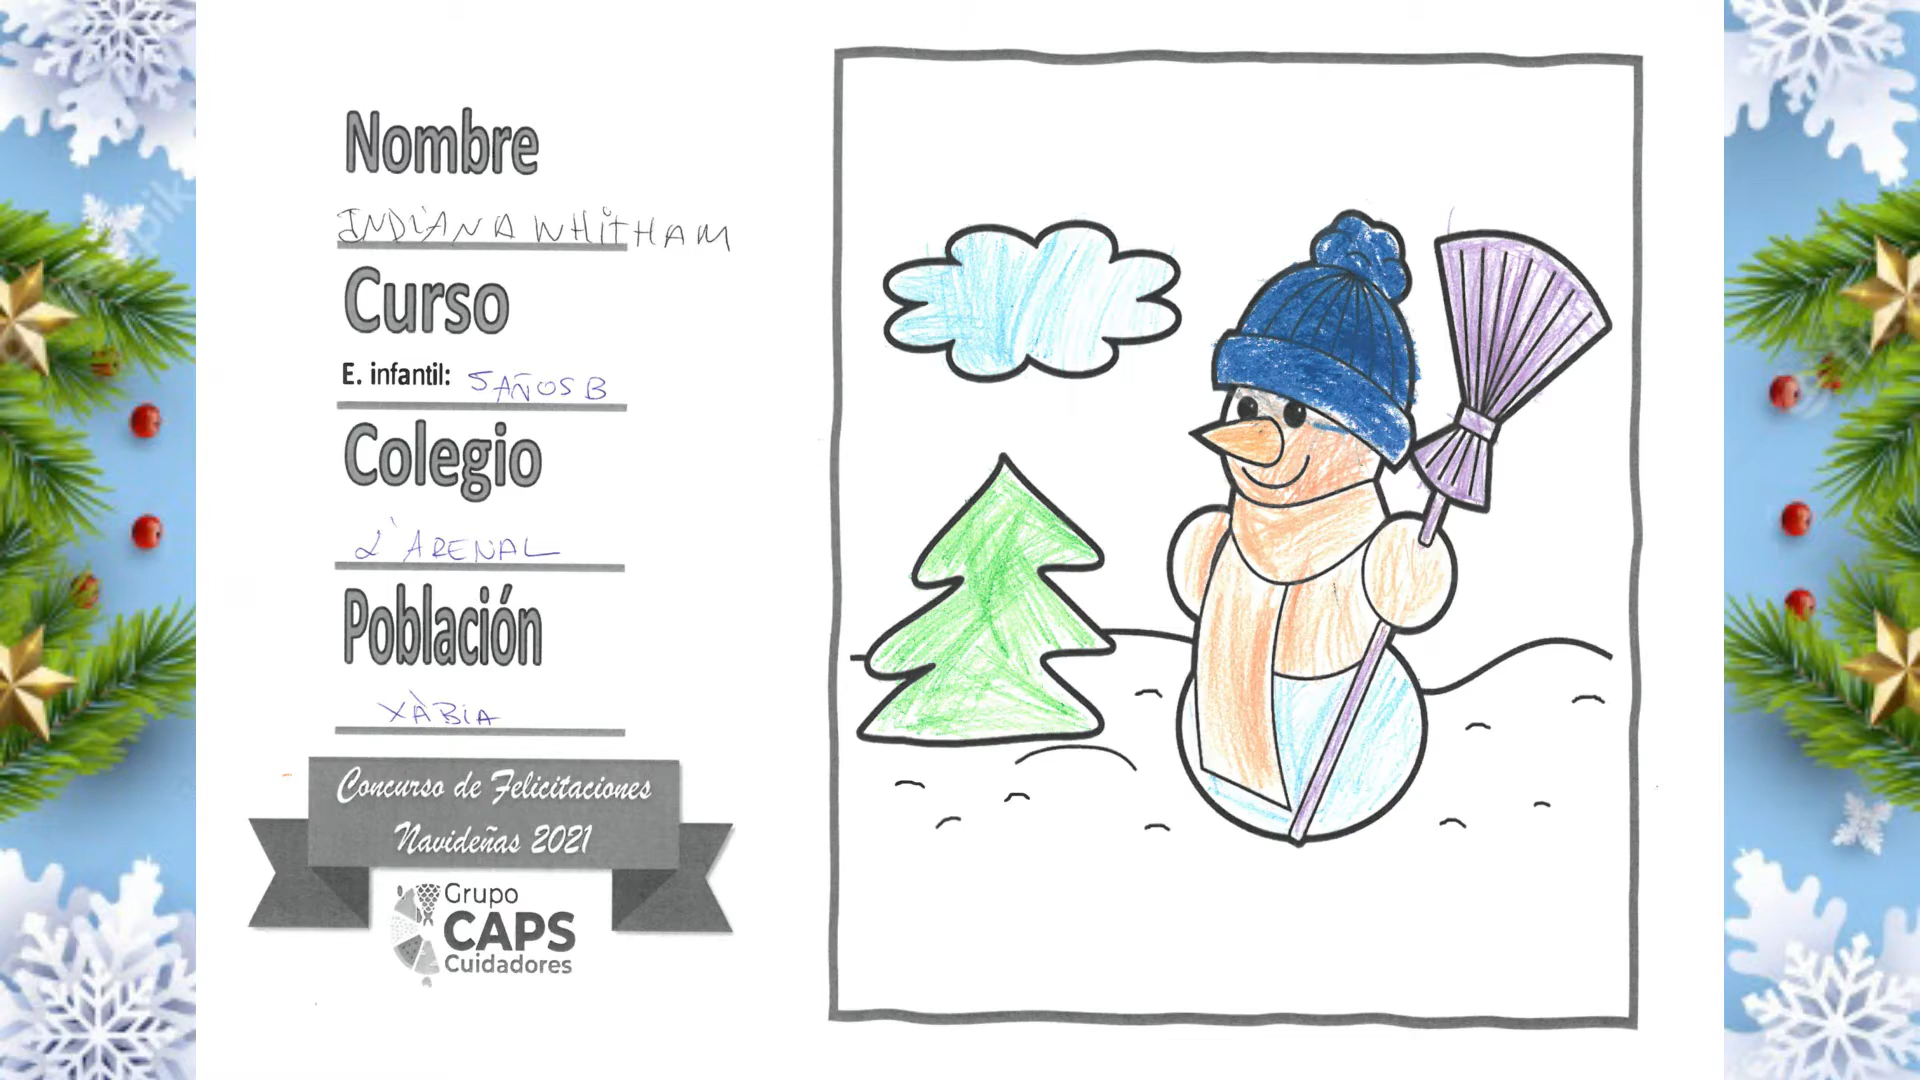 Nombre
INDIANA WHITHAM
Curso
E. infantil: 5 AÑOS B
Colegio
L'ARENAL
Población
XÀBIA
Concurso de Felicitaciones
Navideñas 2021
Grupo
CAPS
Cuidadores